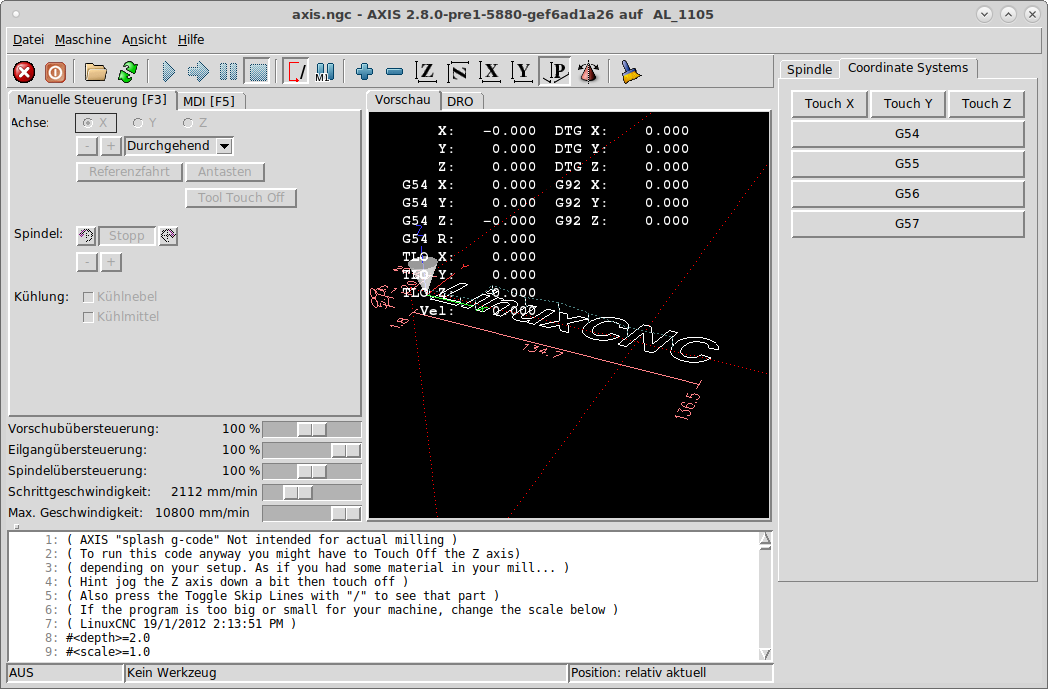 axis.ngc - AXIS 2.8.0-pre1-5880-gef6ad1a26 auf AL_1105
Datei Maschine Ansicht Hilfe
M1 Z N X Y P
Manuelle Steuerung [F3] MDI [F5]
Achse: X Y Z
- + Durchgehend
Referenzfahrt Antasten
Tool Touch Off
Spindel: Stopp
- +
Kühlung: Kühlnebel
Kühlmittel
Vorschubübersteuerung: 100 %
Eilgangübersteuerung: 100 %
Spindelübersteuerung: 100 %
Schrittgeschwindigkeit: 2112 mm/min
Max. Geschwindigkeit: 10800 mm/min
Vorschau DRO
X: -0.000 DTG X: 0.000
Y: 0.000 DTG Y: 0.000
Z: 0.000 DTG Z: 0.000
G54 X: 0.000 G92 X: 0.000
G54 Y: 0.000 G92 Y: 0.000
G54 Z: -0.000 G92 Z: 0.000
G54 R: 0.000
TLO X: 0.000
TLO Y: 0.000
TLO Z: 0.000
Vel: 0.000
LinuxCNC
1.8
134.7
136.5
Spindle Coordinate Systems
Touch X Touch Y Touch Z
G54
G55
G56
G57
1: ( AXIS "splash g-code" Not intended for actual milling )
2: ( To run this code anyway you might have to Touch Off the Z axis)
3: ( depending on your setup. As if you had some material in your mill... )
4: ( Hint jog the Z axis down a bit then touch off )
5: ( Also press the Toggle Skip Lines with "/" to see that part )
6: ( If the program is too big or small for your machine, change the scale below )
7: ( LinuxCNC 19/1/2012 2:13:51 PM )
8: #<depth>=2.0
9: #<scale>=1.0
AUS Kein Werkzeug Position: relativ aktuell